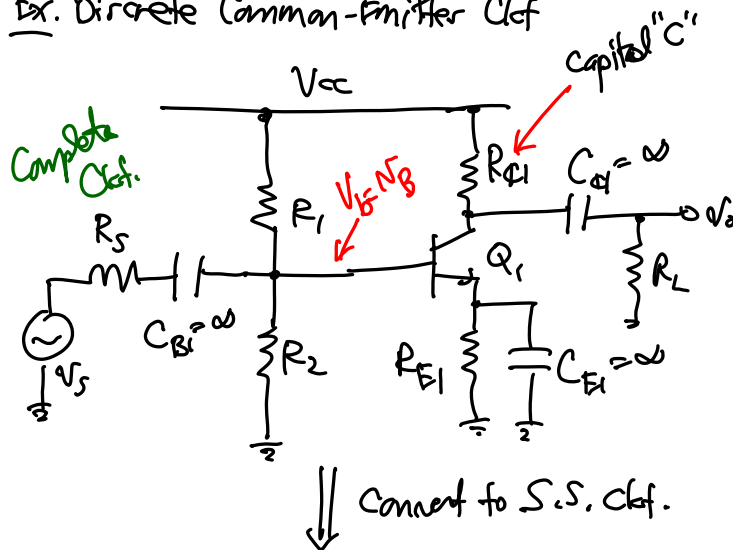 Ex. Discrete Common-Emitter Ckt
Vcc
Capital "C"
Complete
Ckt.
RC1
CC1=∞
R1
Vb=VB
vo
RS
Q1
RL
CB1=∞
R2
RE1
CE1=∞
vs
Convert to S.S. Ckt.